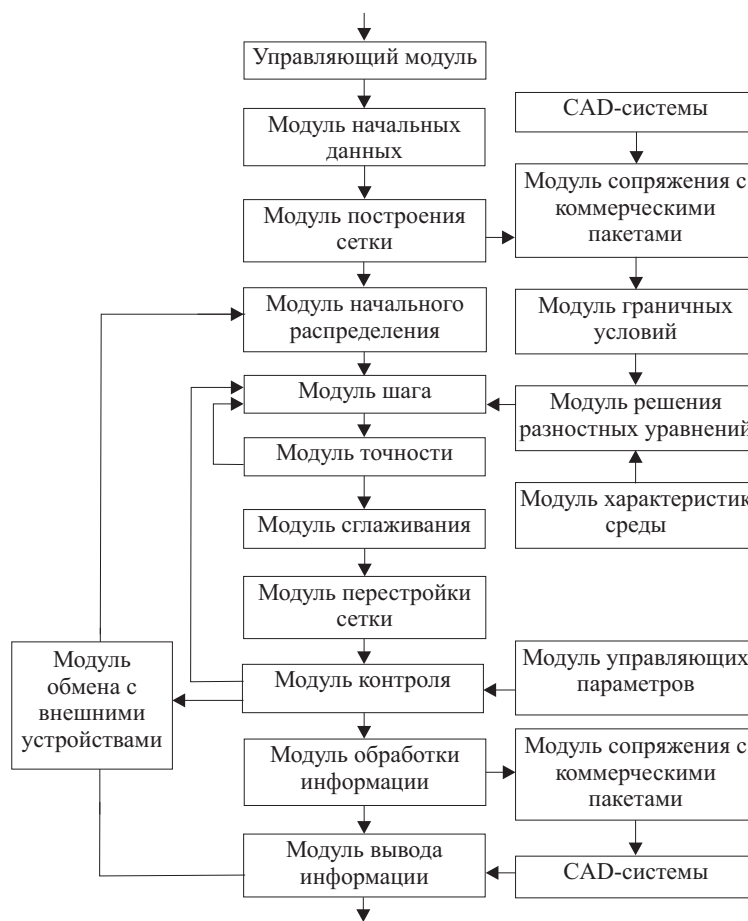 Управляющий модуль
Модуль начальных
данных
CAD-системы
Модуль построения
сетки
Модуль сопряжения с
коммерческими
пакетами
Модуль начального
распределения
Модуль граничных
условий
Модуль шага
Модуль решения
разностных уравнений
Модуль точности
Модуль сглаживания
Модуль характеристик
среды
Модуль перестройки
сетки
Модуль
обмена с
внешними
устройствами
Модуль контроля
Модуль управляющих
параметров
Модуль обработки
информации
Модуль сопряжения с
коммерческими
пакетами
Модуль вывода
информации
CAD-системы